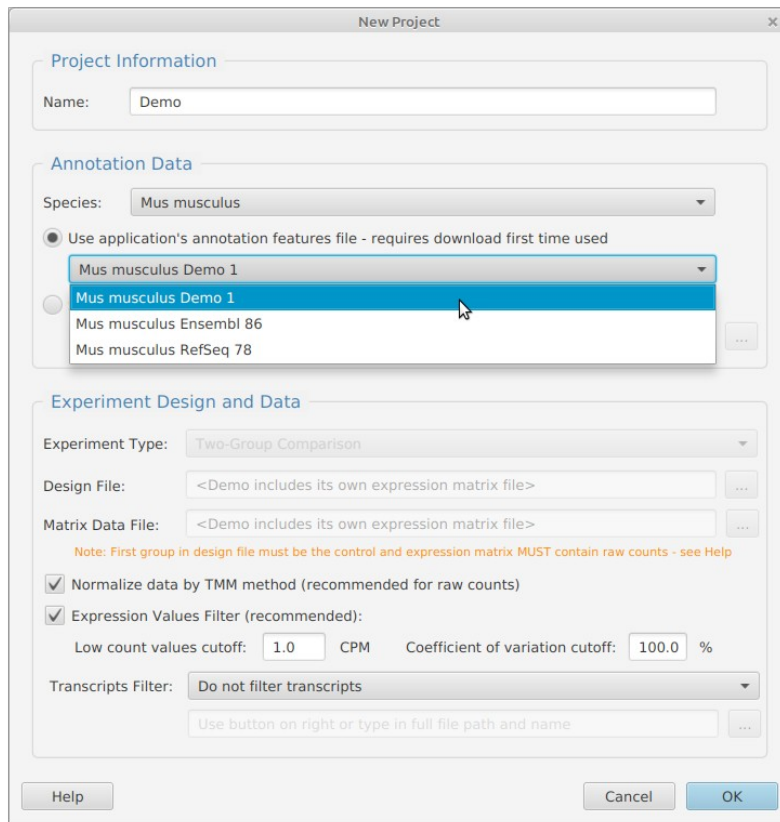 New Project
Project Information
Name: Demo
Annotation Data
Species: Mus musculus
Use application's annotation features file - requires download first time used
Mus musculus Demo 1
Mus musculus Demo 1
Mus musculus Ensembl 86
Mus musculus RefSeq 78
...
Experiment Design and Data
Experiment Type: Two-Group Comparison
Design File: <Demo includes its own expression matrix file> ...
Matrix Data File: <Demo includes its own expression matrix file> ...
Note: First group in design file must be the control and expression matrix MUST contain raw counts - see Help
Normalize data by TMM method (recommended for raw counts)
Expression Values Filter (recommended):
Low count values cutoff: 1.0 CPM Coefficient of variation cutoff: 100.0 %
Transcripts Filter: Do not filter transcripts
Use button on right or type in full file path and name ...
Help Cancel OK